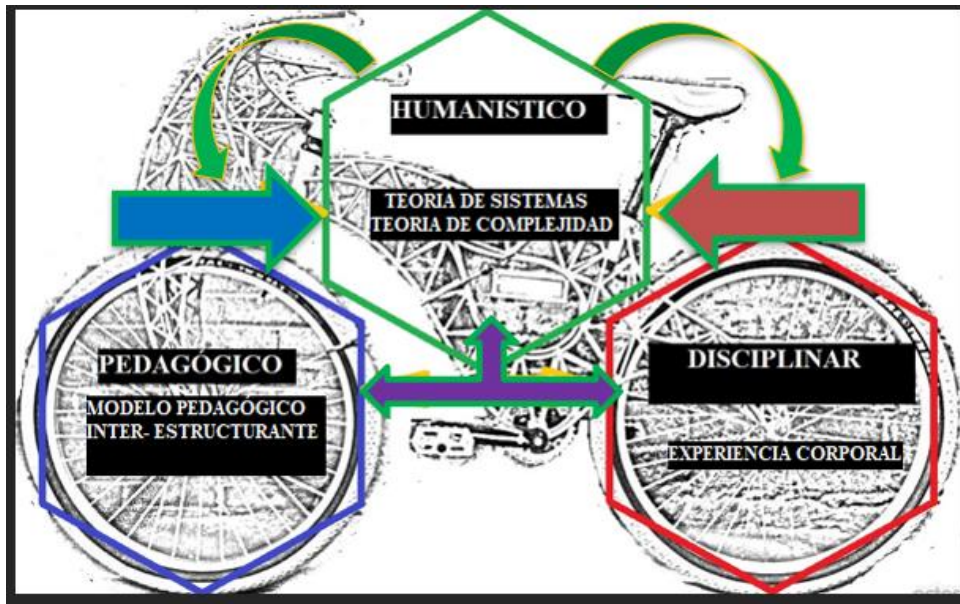 HUMANISTICO
TEORIA DE SISTEMAS
TEORIA DE COMPLEJIDAD
PEDAGÓGICO
MODELO PEDAGÓGICO
INTER- ESTRUCTURANTE
DISCIPLINAR
EXPERIENCIA CORPORAL